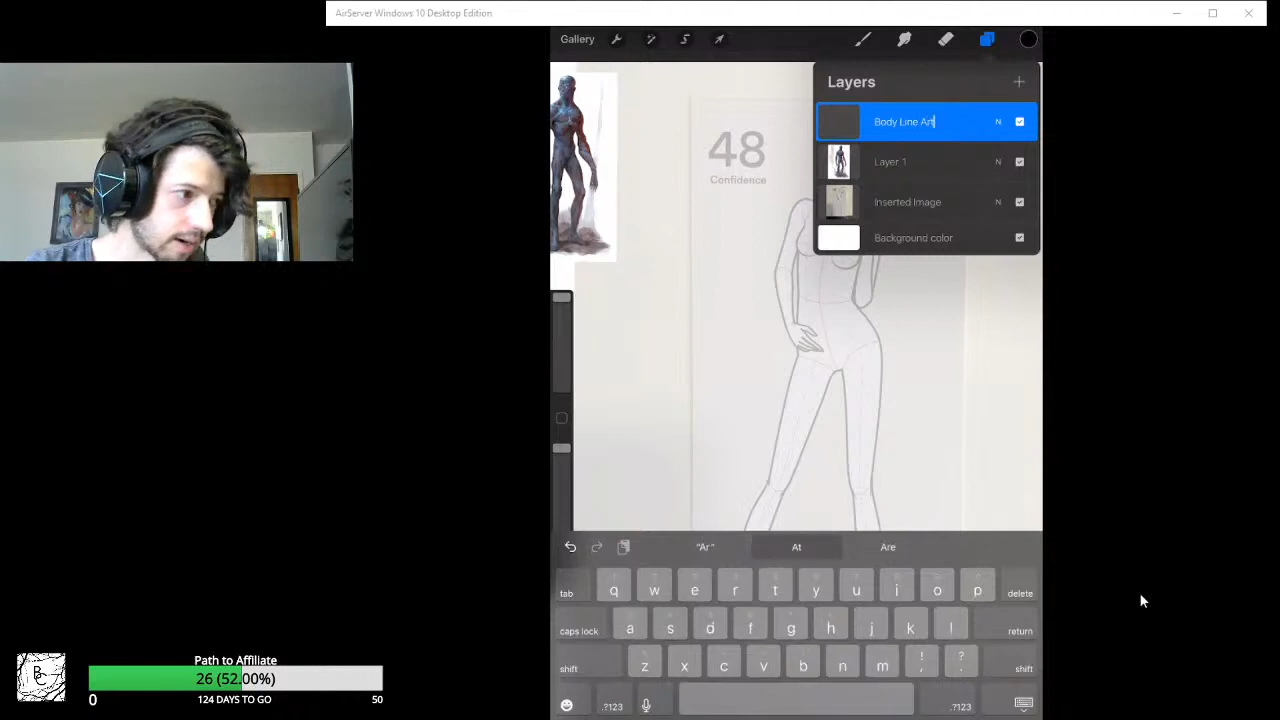 AirServer Windows 10 Desktop Edition
Gallery
Layers
Body Line Art N
Layer 1 N
Inserted Image N
Background color
48
Confidence
"Ar" At Are
tab q w e r t y u i o p delete
caps lock a s d f g h j k l return
shift z x c v b n m ! , ? . shift
.?123 .?123
Path to Affiliate
26 (52.00%)
0 124 DAYS TO GO 50